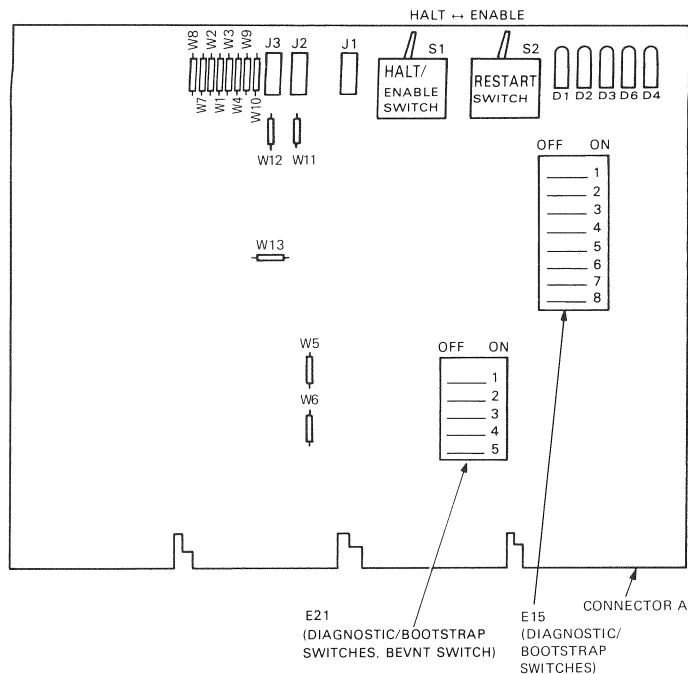 HALT ↔ ENABLE
W8 W2 W3 W9 J3 J2 J1 S1 S2
HALT/
ENABLE
SWITCH
RESTART
SWITCH
W7 W1 W4 W10
D1 D2 D3 D6 D4
W12 W11
OFF ON
1
2
3
4
5
6
7
8
W13
W5
W6
OFF ON
1
2
3
4
5
CONNECTOR A
E21
(DIAGNOSTIC/BOOTSTRAP
SWITCHES, BEVNT SWITCH)
E15
(DIAGNOSTIC/
BOOTSTRAP
SWITCHES)